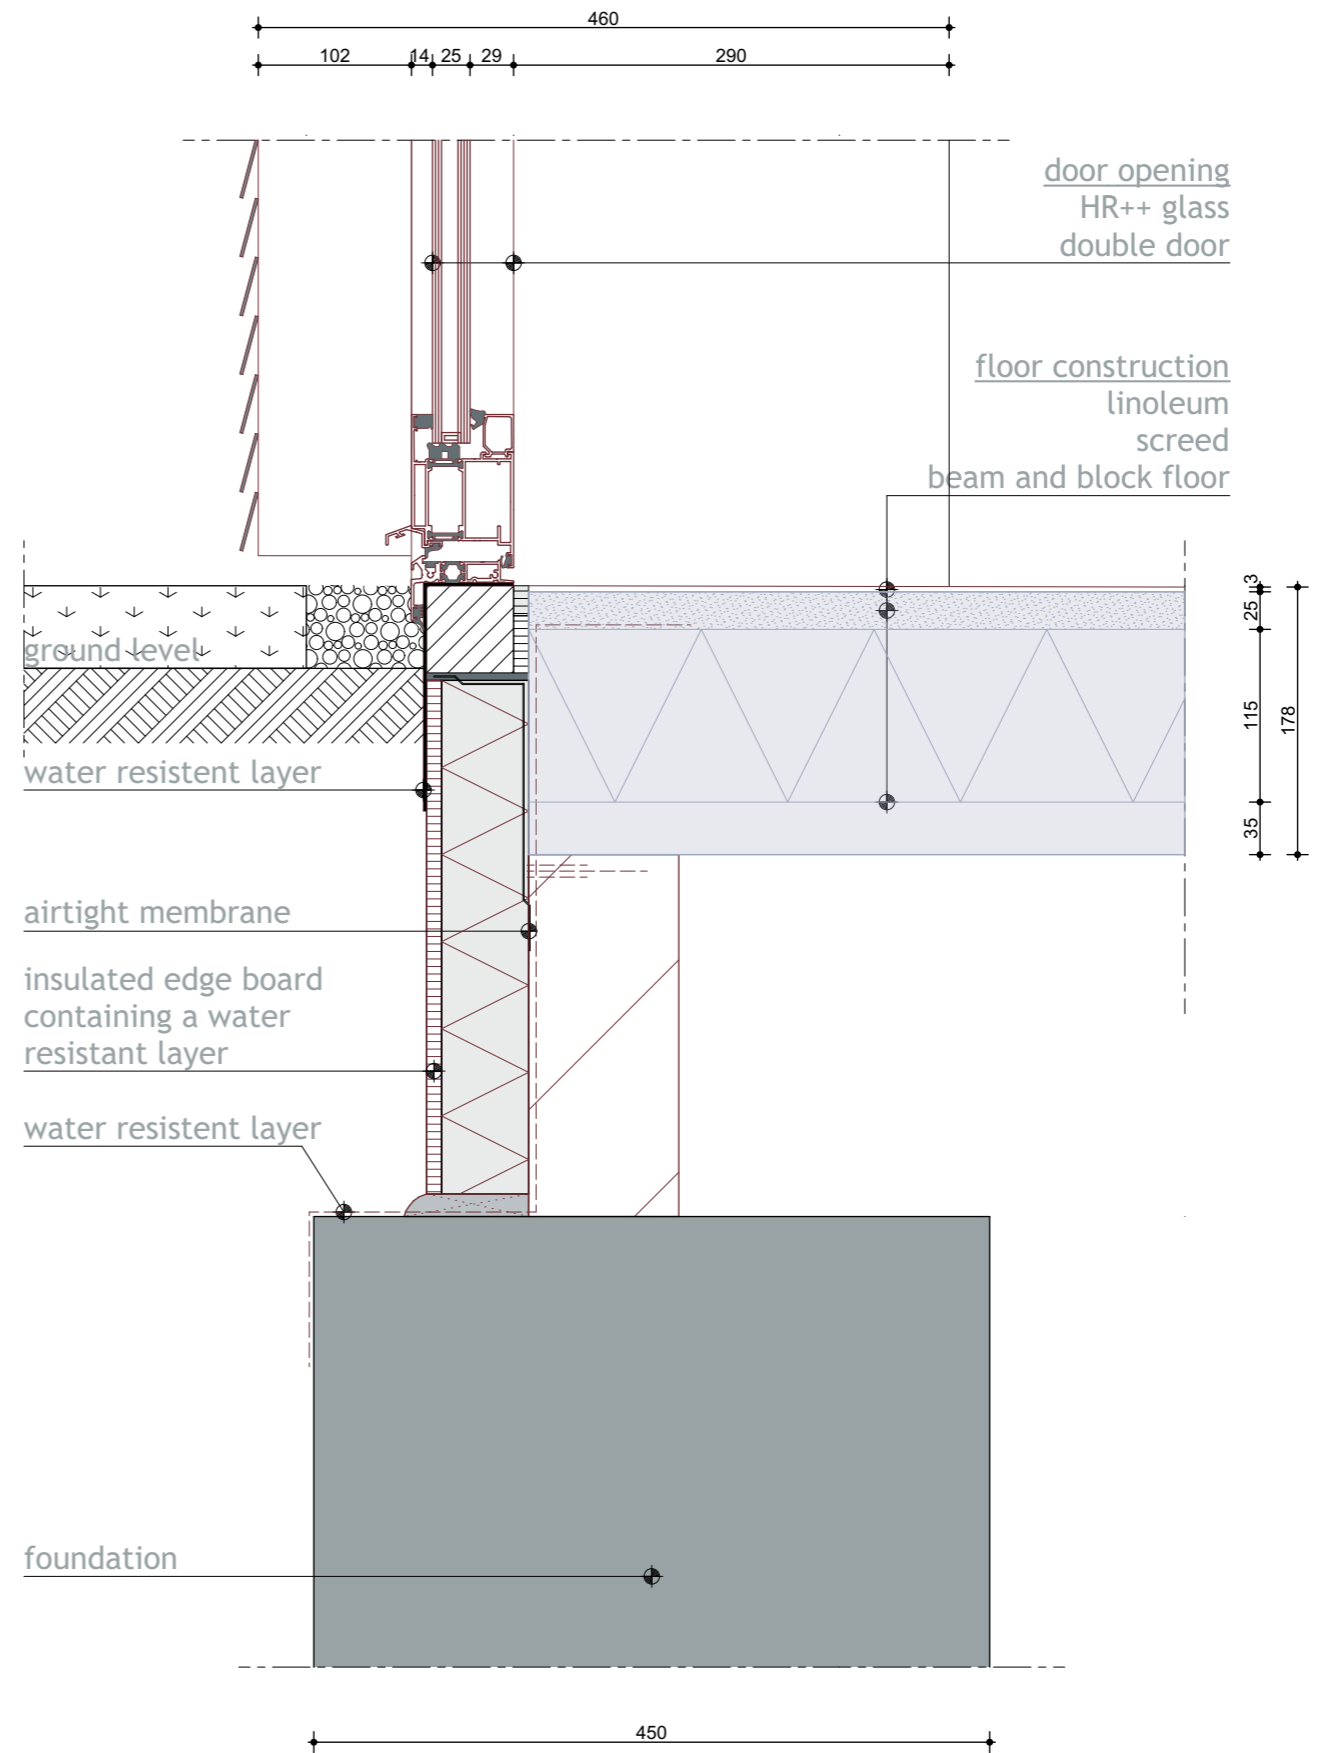 460
102 14 25 29 290
door opening
HR++ glass
double door
floor construction
linoleum
screed
beam and block floor
3
25
115
178
35
ground level
water resistent layer
airtight membrane
insulated edge board
containing a water
resistant layer
water resistent layer
foundation
450